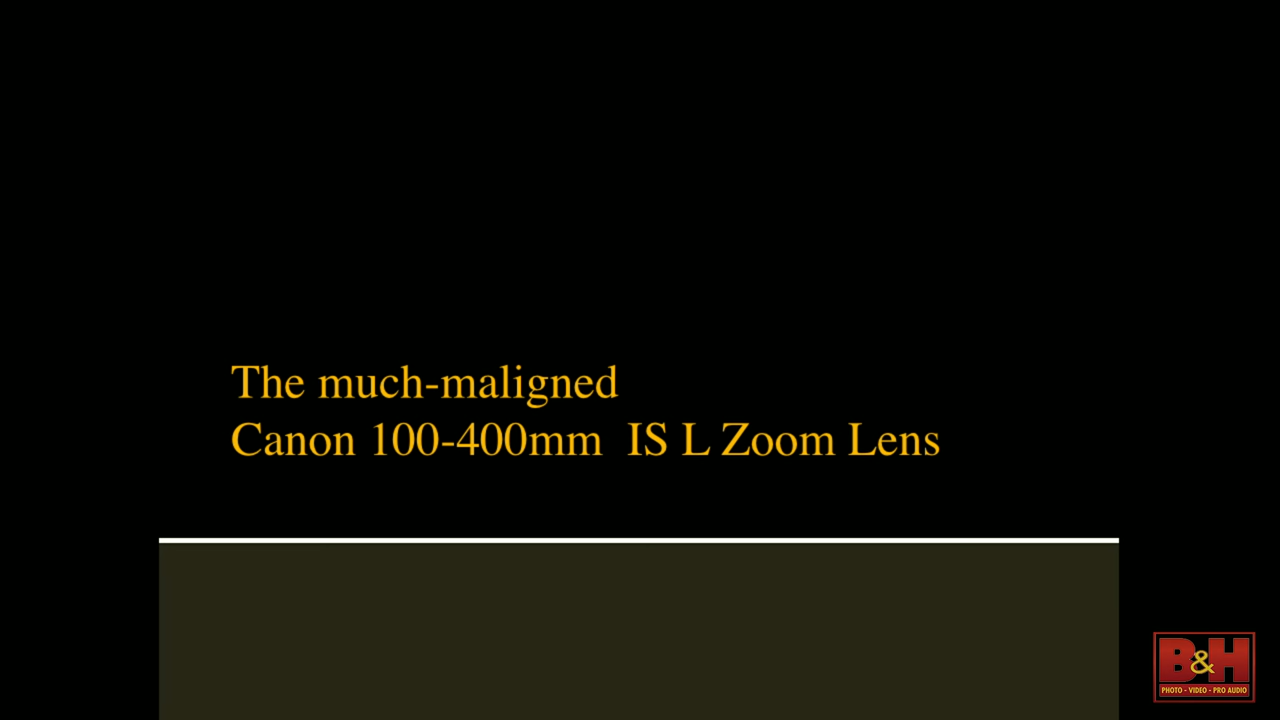 The much-maligned
Canon 100-400mm  IS L Zoom Lens
B&H
PHOTO - VIDEO - PRO AUDIO